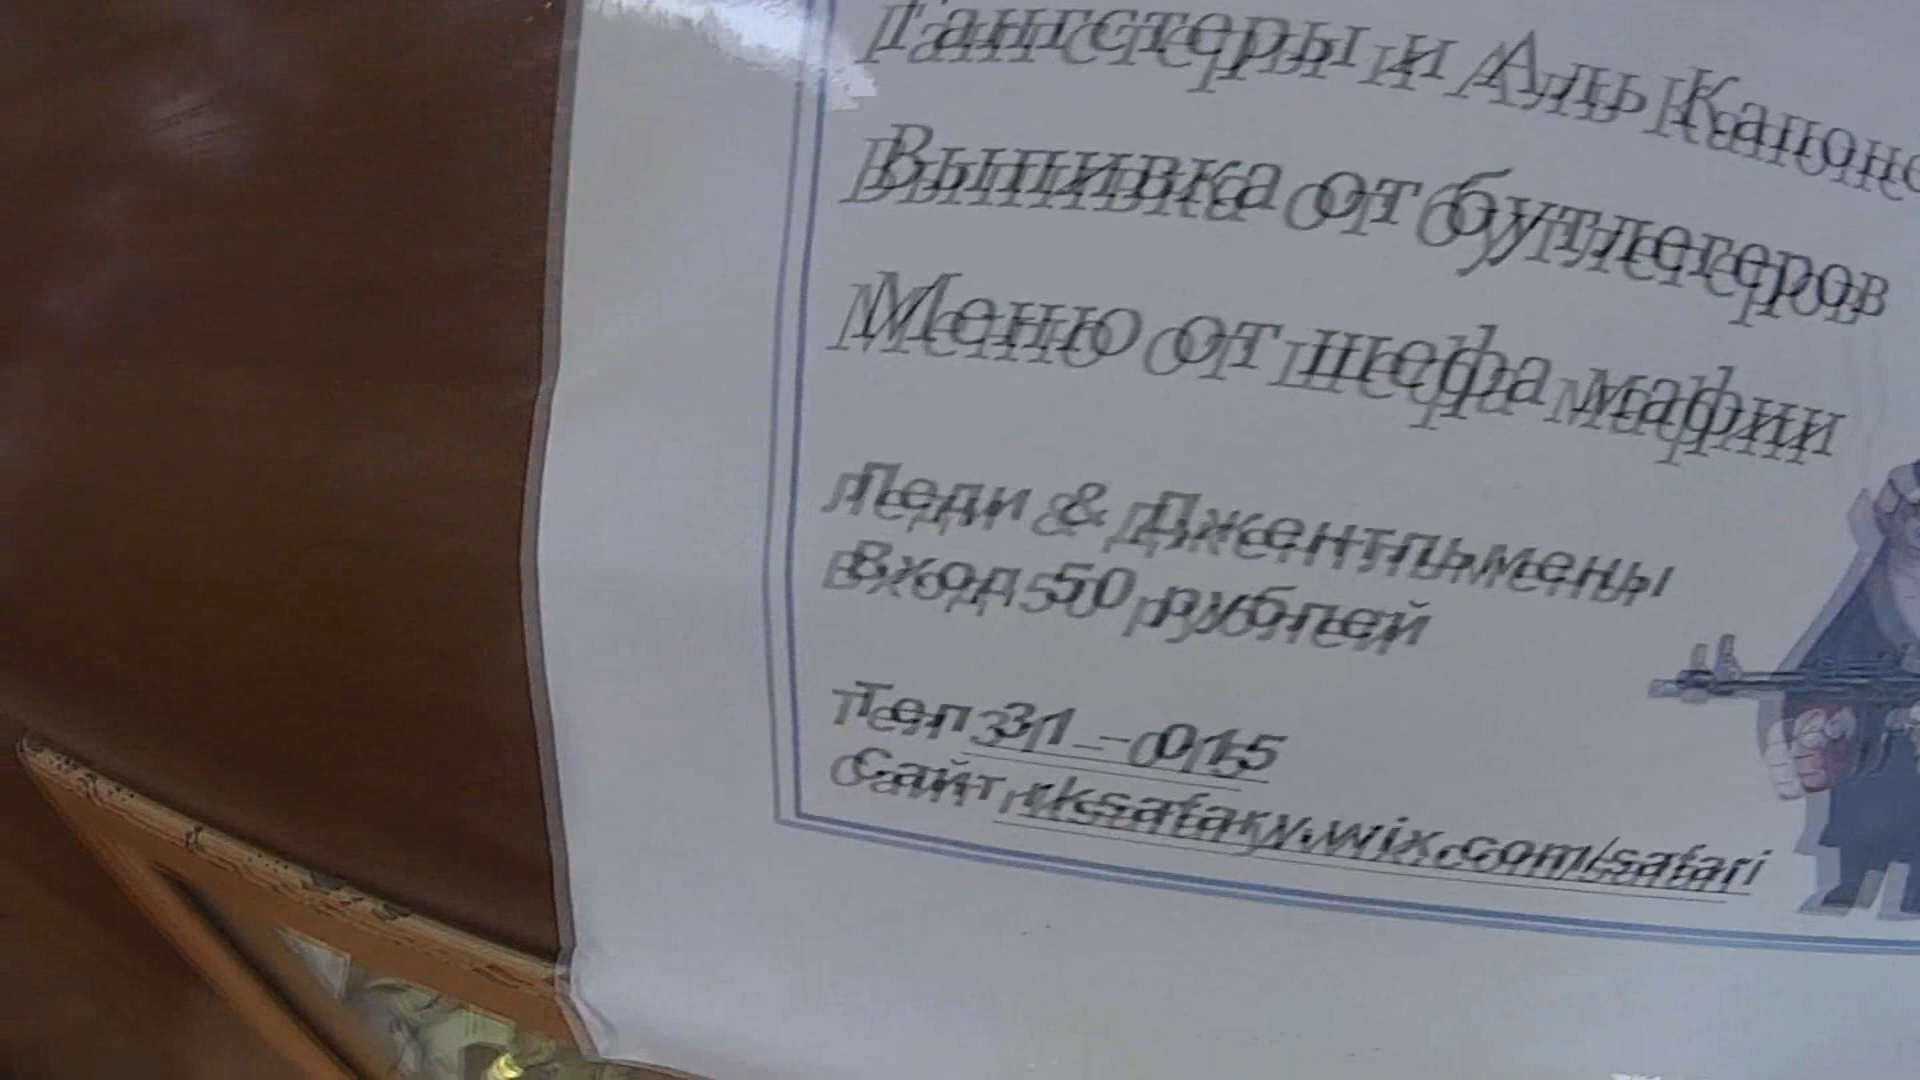 Гангстеры и Аль Капоне
Выпивка от бутлегеров
Меню от шефа мафии
Леди & Джентльмены
Вход 50 рублей
Тел 31 – 015
Сайт rksafaky.wix.com/safari